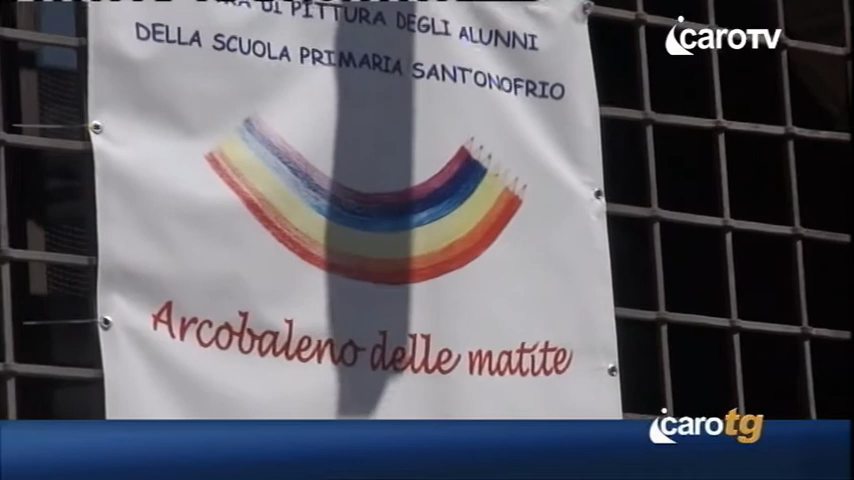 DI PITTURA DEGLI ALUNNI
DELLA SCUOLA PRIMARIA SANT'ONOFRIO
Arcobaleno delle matite
icaroTV
icarotg